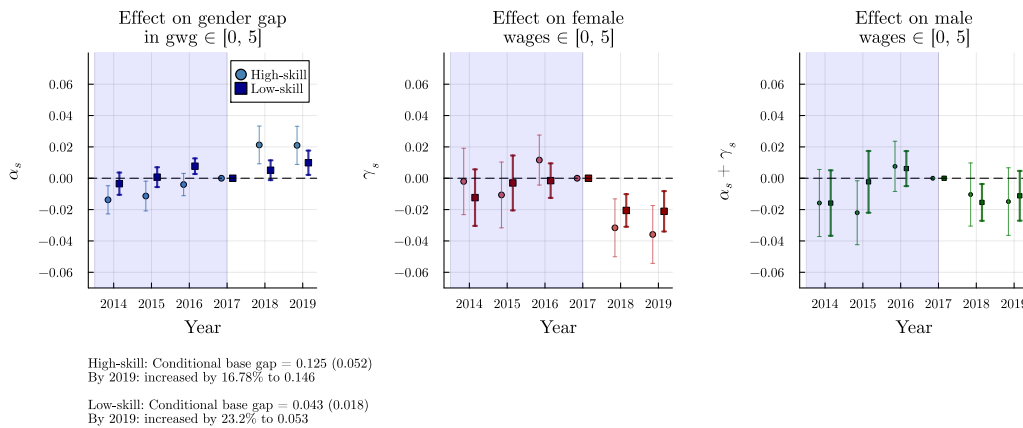 Effect on gender gap
in gwg ∈ [0, 5]
Effect on female
wages ∈ [0, 5]
Effect on male
wages ∈ [0, 5]
High-skill
Low-skill
α_s
0.06
0.04
0.02
0.00
−0.02
−0.04
−0.06
2014 2015 2016 2017 2018 2019
Year
γ_s
0.06
0.04
0.02
0.00
−0.02
−0.04
−0.06
2014 2015 2016 2017 2018 2019
Year
α_s + γ_s
0.06
0.04
0.02
0.00
−0.02
−0.04
−0.06
2014 2015 2016 2017 2018 2019
Year
High-skill: Conditional base gap = 0.125 (0.052)
By 2019: increased by 16.78% to 0.146
Low-skill: Conditional base gap = 0.043 (0.018)
By 2019: increased by 23.2% to 0.053